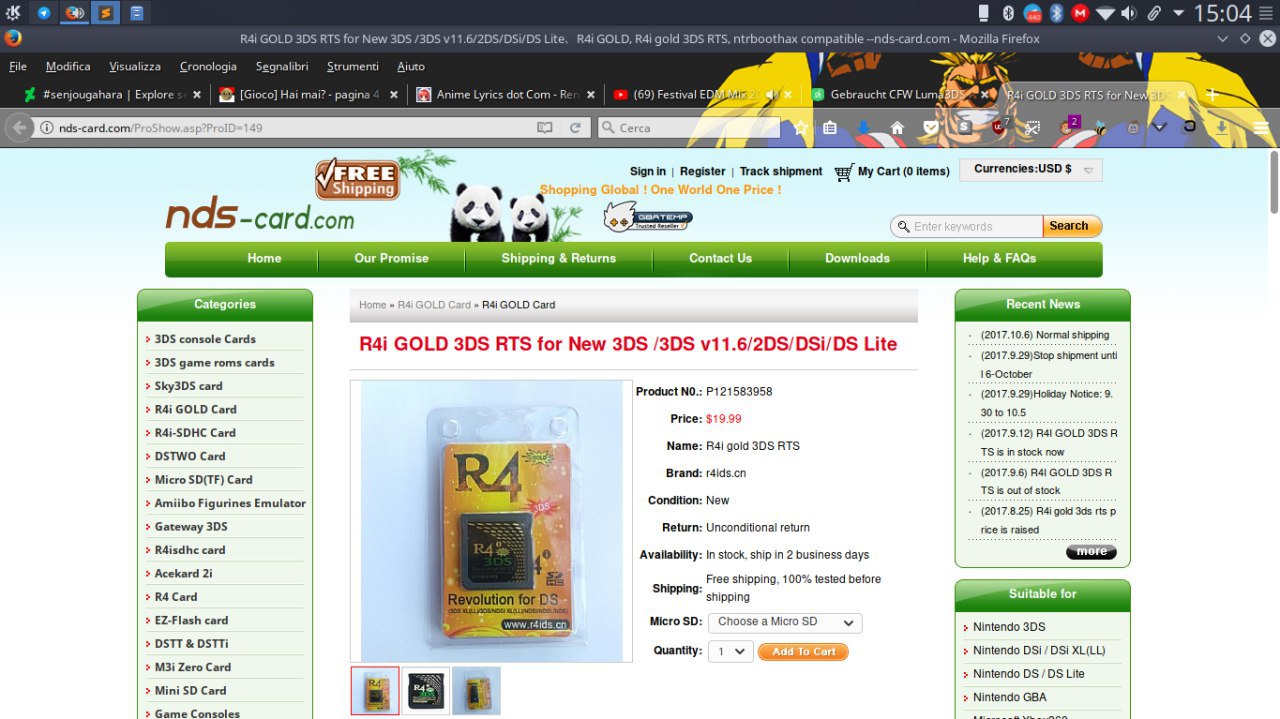 15:04
R4i GOLD 3DS RTS for New 3DS /3DS v11.6/2DS/DSi/DS Lite、 R4i GOLD, R4i gold 3DS RTS, ntrboothax compatible --nds-card.com - Mozilla Firefox
File Modifica Visualizza Cronologia Segnalibri Strumenti Aiuto
#senjougahara | Explore
[Gioco] Hai mai? - pagina 4
Anime Lyrics dot Com - Ren
(69) Festival EDM Mix
Gebraucht CFW Luma3DS
R4i GOLD 3DS RTS for New 3DS
nds-card.com/ProShow.asp?ProID=149
Cerca
7
2
FREE
Shipping
nds-card.com
Sign in | Register | Track shipment My Cart (0 items)
Currencies:USD $
Shopping Global ! One World One Price !
GBATEMP
Trusted Reseller
Enter keywords
Search
Home Our Promise Shipping & Returns Contact Us Downloads Help & FAQs
Categories
3DS console Cards
3DS game roms cards
Sky3DS card
R4i GOLD Card
R4i-SDHC Card
DSTWO Card
Micro SD(TF) Card
Amiibo Figurines Emulator
Gateway 3DS
R4isdhc card
Acekard 2i
R4 Card
EZ-Flash card
DSTT & DSTTi
M3i Zero Card
Mini SD Card
Game Consoles
Home » R4i GOLD Card » R4i GOLD Card
R4i GOLD 3DS RTS for New 3DS /3DS v11.6/2DS/DSi/DS Lite
R4
3DS
R4
3DS
Revolution for DS
www.r4ids.cn
Product N0.: P121583958
Price: $19.99
Name: R4i gold 3DS RTS
Brand: r4ids.cn
Condition: New
Return: Unconditional return
Availability: In stock, ship in 2 business days
Shipping: Free shipping, 100% tested before
shipping
Micro SD: Choose a Micro SD
Quantity: 1 Add To Cart
Recent News
(2017.10.6) Normal shipping
(2017.9.29)Stop shipment unti
l 6-October
(2017.9.29)Holiday Notice: 9.
30 to 10.5
(2017.9.12) R4I GOLD 3DS R
TS is in stock now
(2017.9.6) R4I GOLD 3DS R
TS is out of stock
(2017.8.25) R4i gold 3ds rts p
rice is raised
more
Suitable for
Nintendo 3DS
Nintendo DSi / DSi XL(LL)
Nintendo DS / DS Lite
Nintendo GBA
Microsoft Xbox360